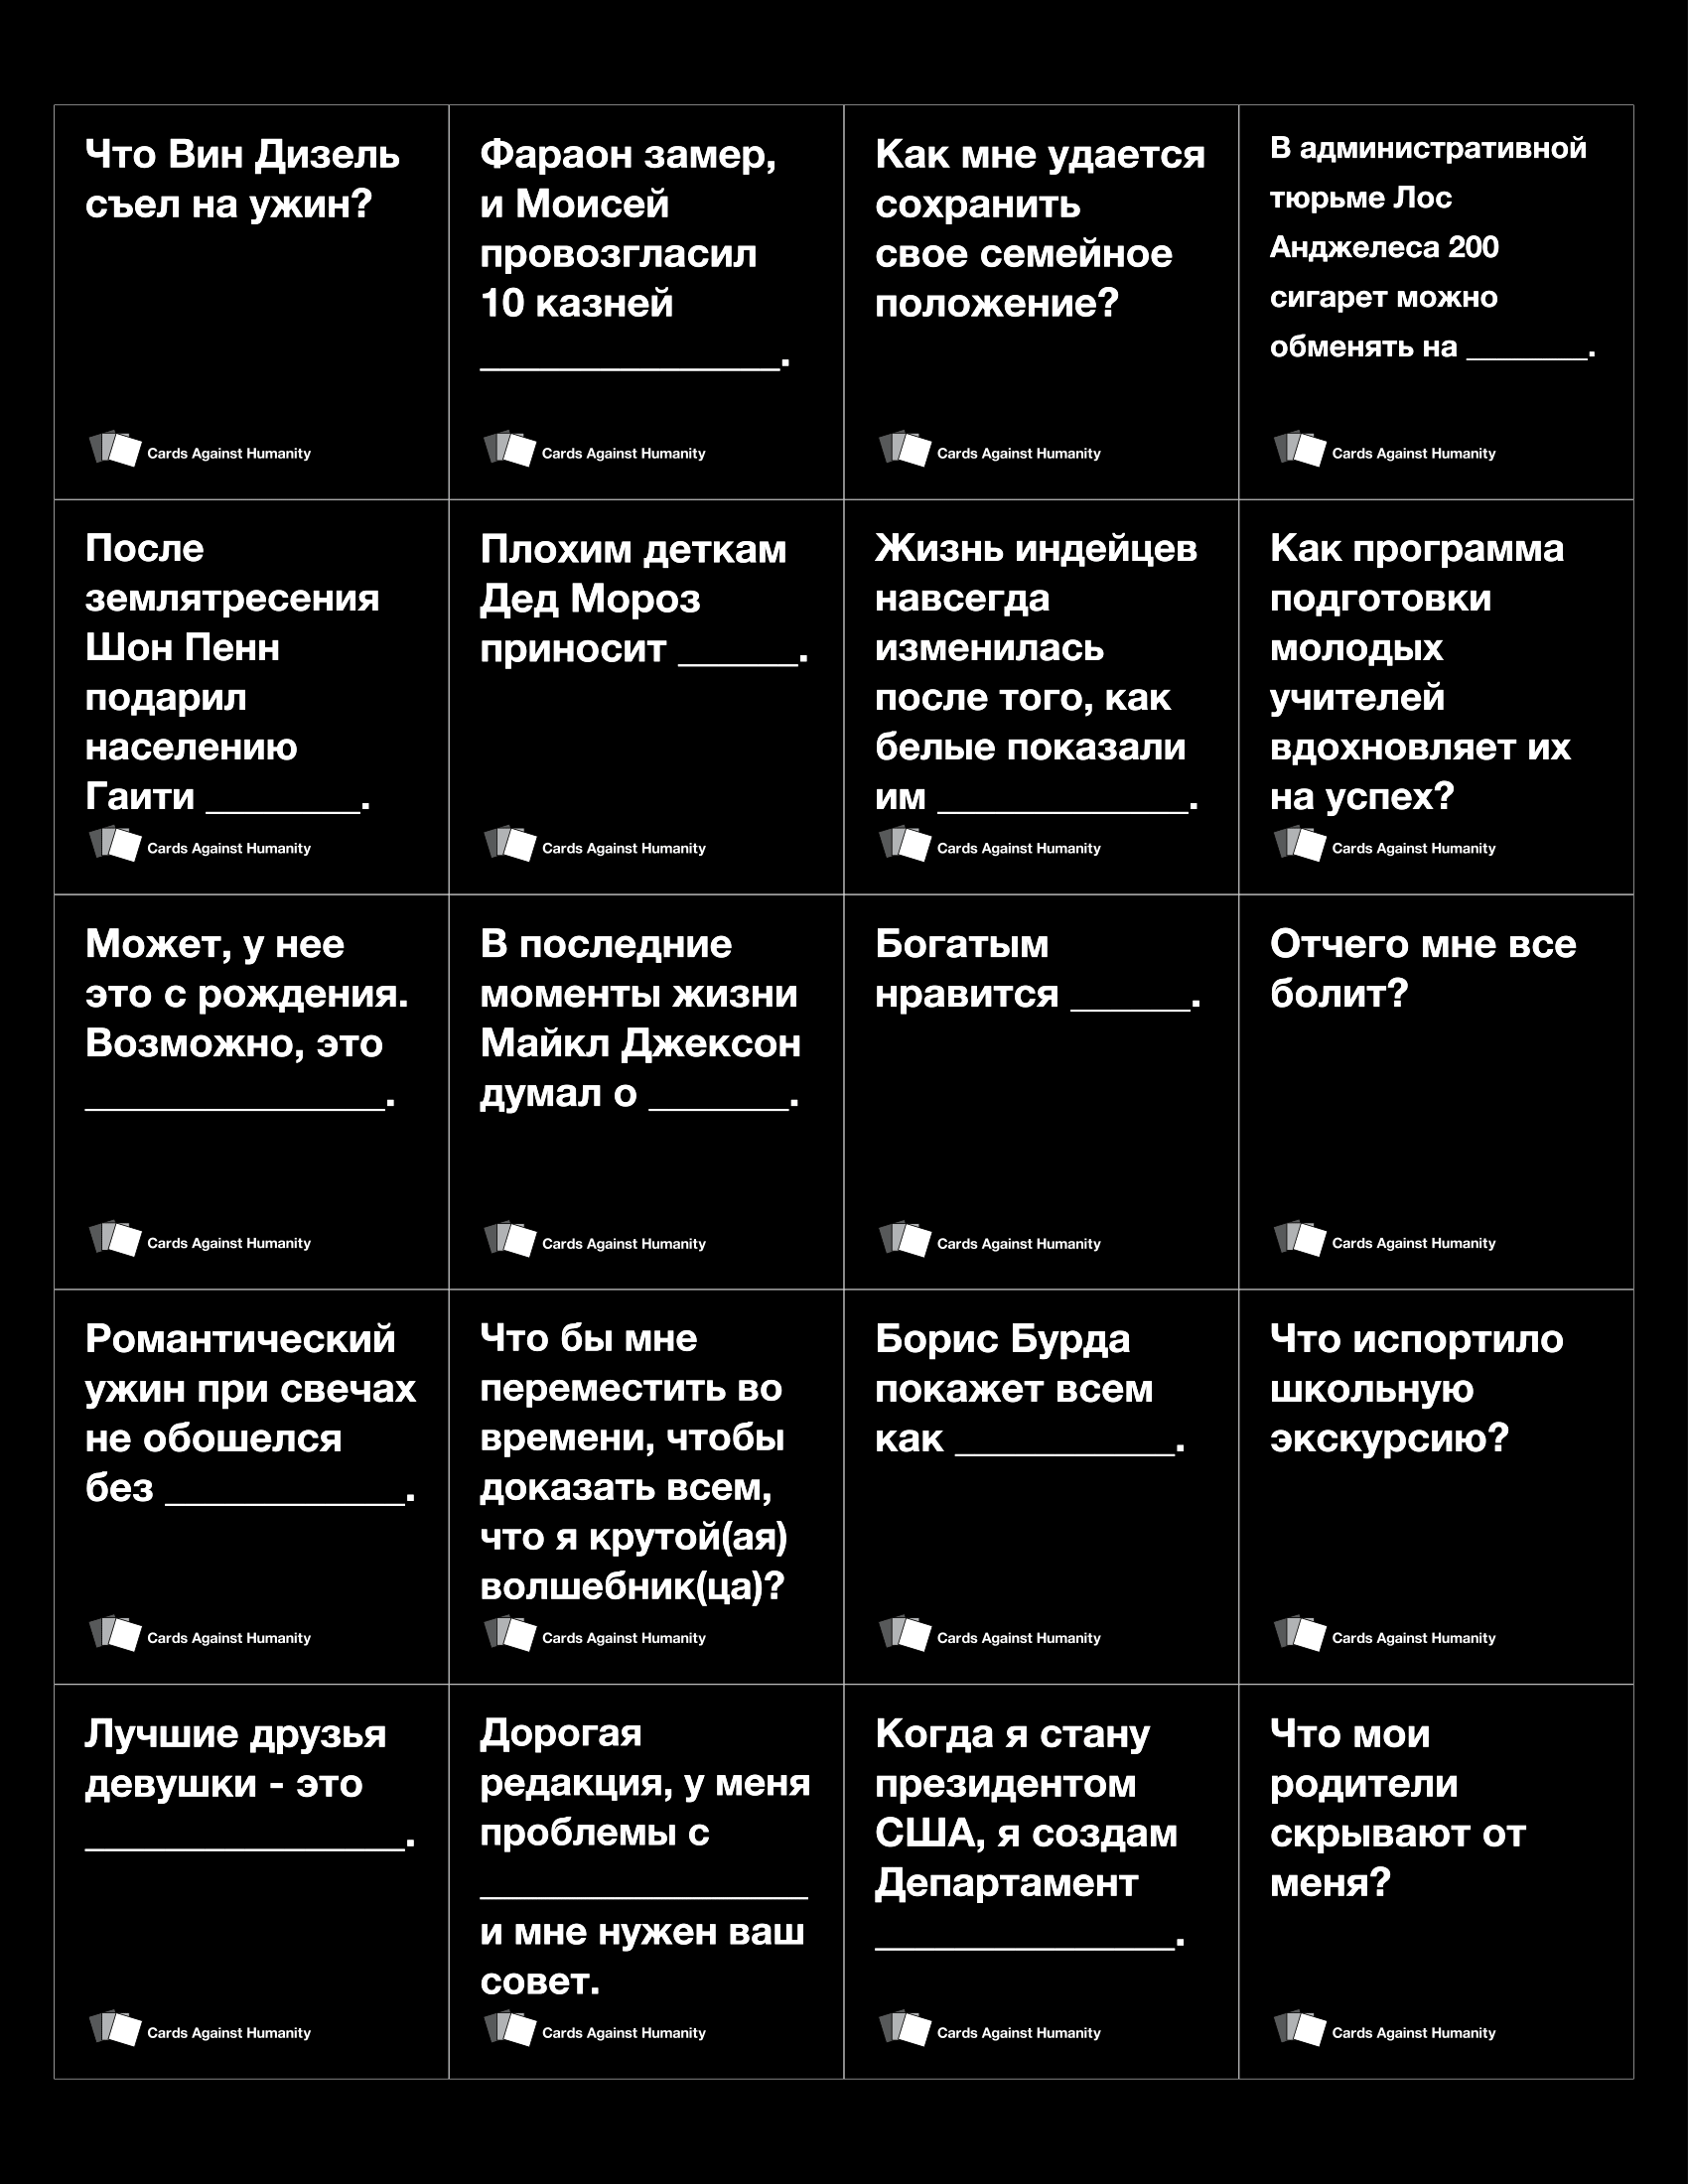 Что Вин Дизель
съел на ужин?
Cards Against Humanity
Фараон замер,
и Моисей
провозгласил
10 казней
_______________.
Cards Against Humanity
Как мне удается
сохранить
свое семейное
положение?
Cards Against Humanity
В административной
тюрьме Лос
Анджелеса 200
сигарет можно
обменять на ________.
Cards Against Humanity
После
землятресения
Шон Пенн
подарил
населению
Гаити ________.
Cards Against Humanity
Плохим деткам
Дед Мороз
приносит ______.
Cards Against Humanity
Жизнь индейцев
навсегда
изменилась
после того, как
белые показали
им _____________.
Cards Against Humanity
Как программа
подготовки
молодых
учителей
вдохновляет их
на успех?
Cards Against Humanity
Может, у нее
это с рождения.
Возможно, это
_______________.
Cards Against Humanity
В последние
моменты жизни
Майкл Джексон
думал о _______.
Cards Against Humanity
Богатым
нравится ______.
Cards Against Humanity
Отчего мне все
болит?
Cards Against Humanity
Романтический
ужин при свечах
не обошелся
без ____________.
Cards Against Humanity
Что бы мне
переместить во
времени, чтобы
доказать всем,
что я крутой(ая)
волшебник(ца)?
Cards Against Humanity
Борис Бурда
покажет всем
как ___________.
Cards Against Humanity
Что испортило
школьную
экскурсию?
Cards Against Humanity
Лучшие друзья
девушки - это
________________.
Cards Against Humanity
Дорогая
редакция, у меня
проблемы с
_________________
и мне нужен ваш
совет.
Cards Against Humanity
Когда я стану
президентом
США, я создам
Департамент
_______________.
Cards Against Humanity
Что мои
родители
скрывают от
меня?
Cards Against Humanity